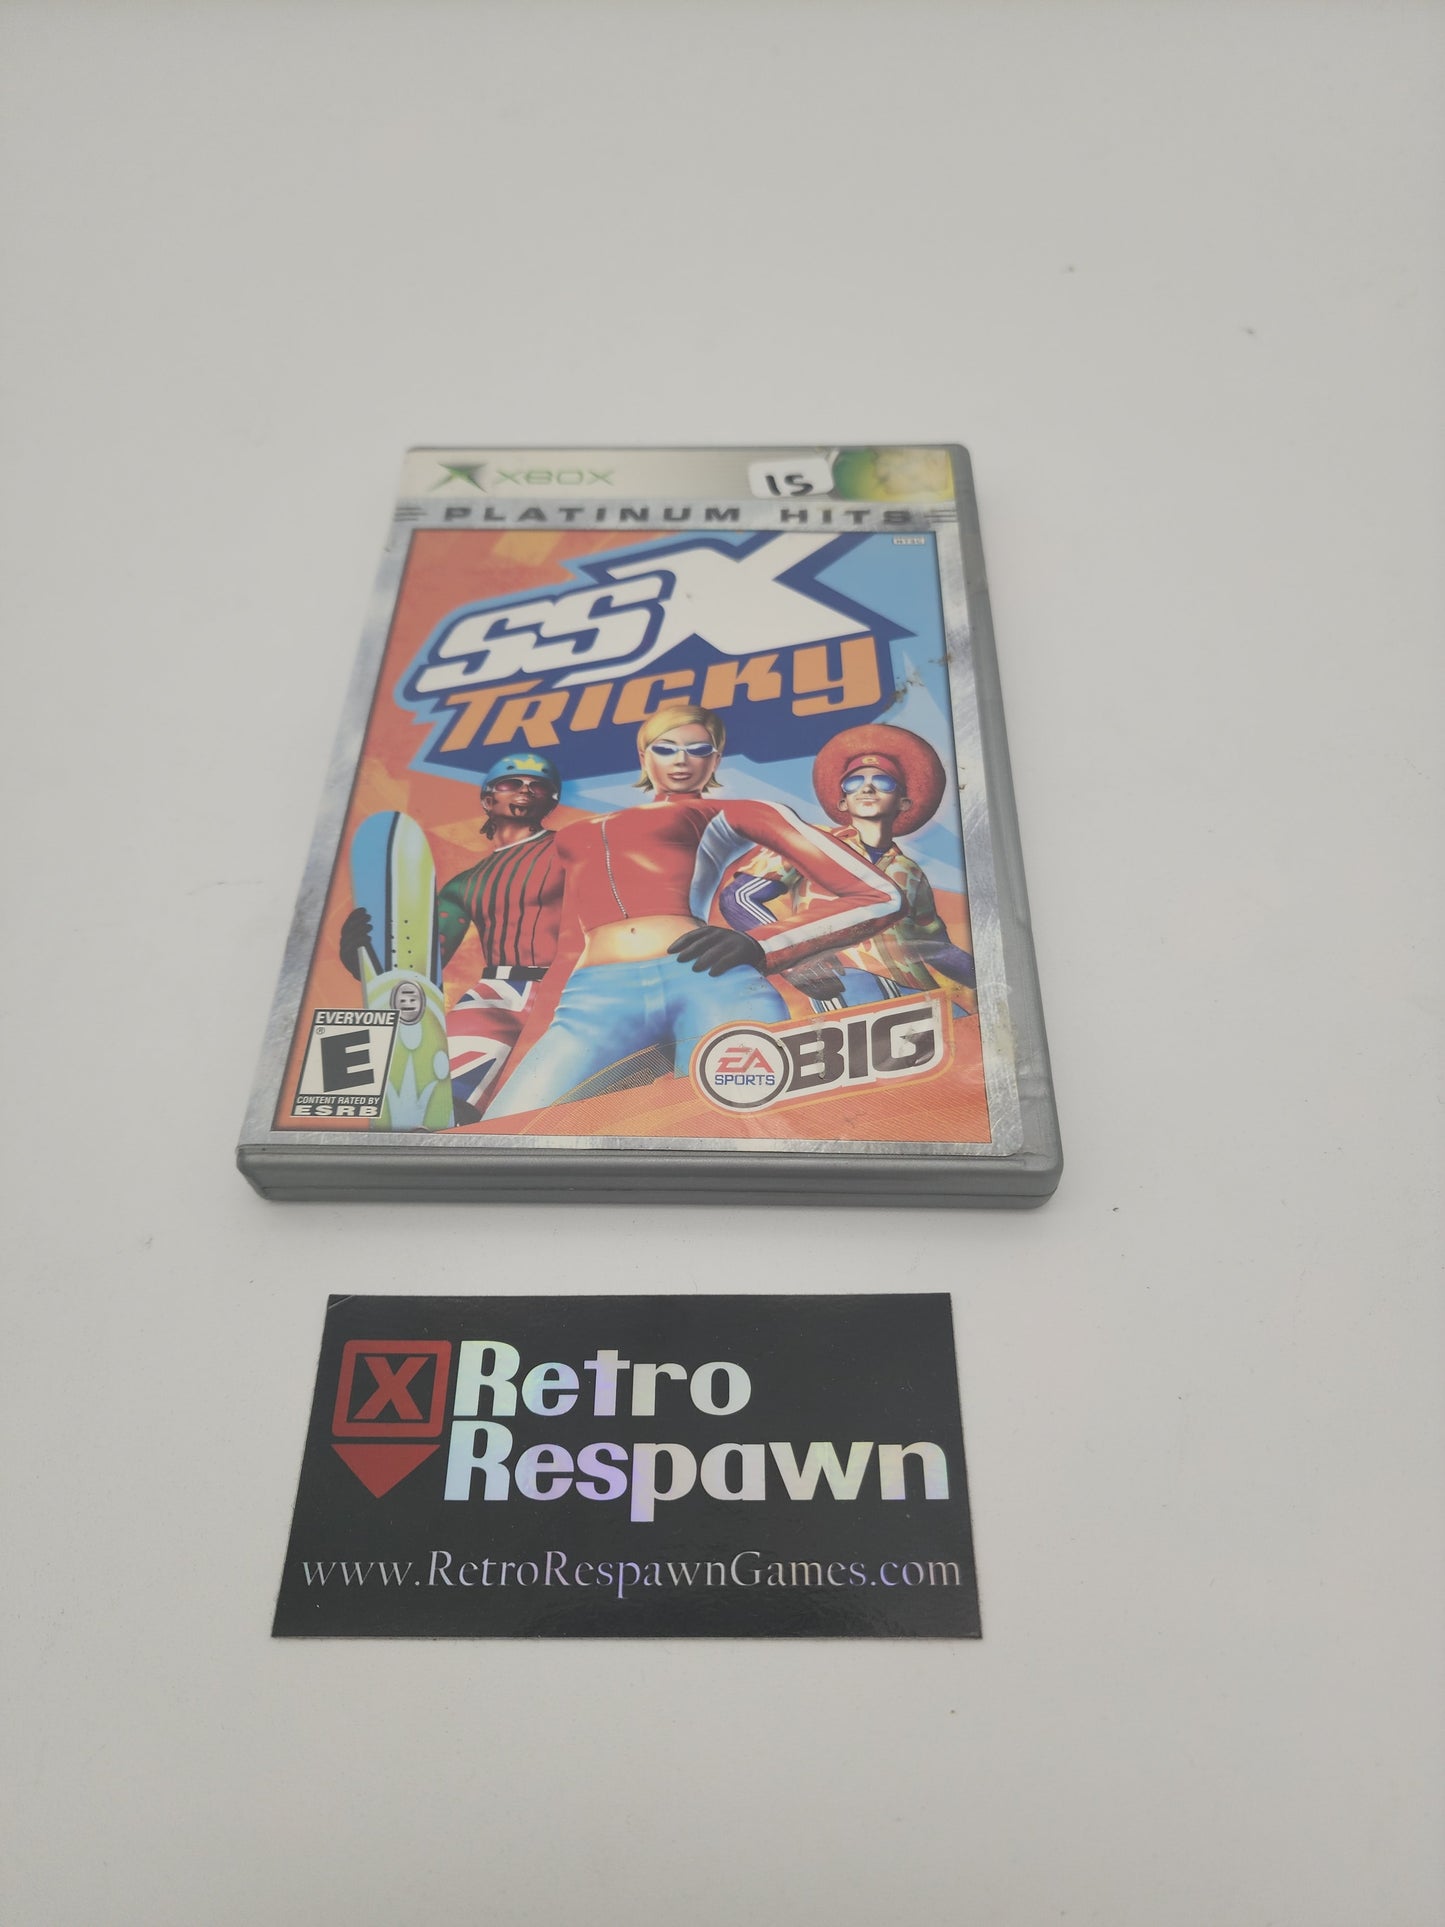 XBOX
15
PLATINUM HITS
NTSC
SSX
TRICKY
EVERYONE
®
E
CONTENT RATED BY
ESRB
EA
SPORTS
BIG
X Retro
Respawn
www.RetroRespawnGames.com